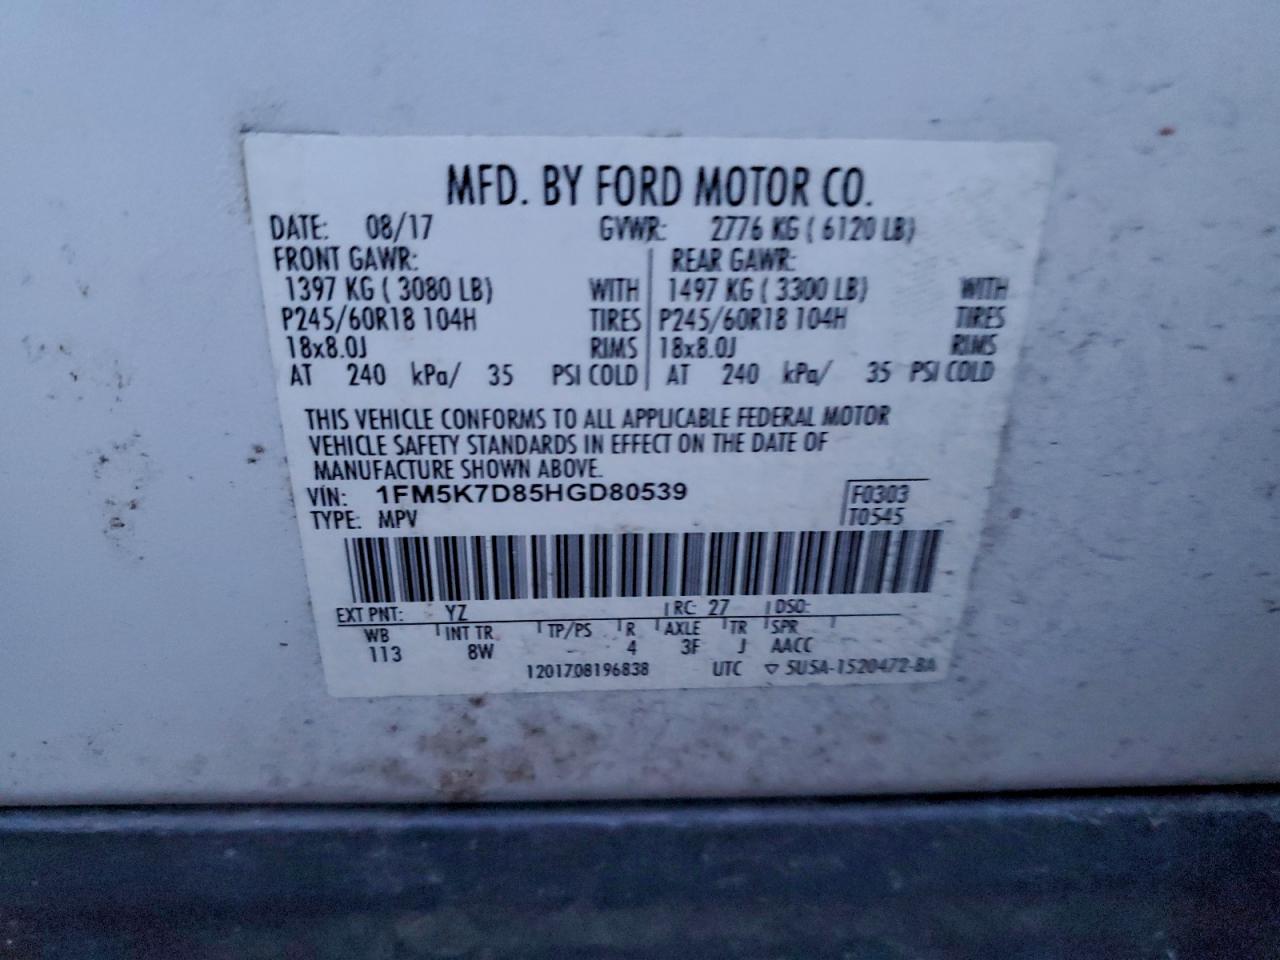 MFD. BY FORD MOTOR CO.
DATE: 08/17 GVWR: 2776 KG ( 6120 LB)
FRONT GAWR: REAR GAWR:
1397 KG ( 3080 LB) WITH 1497 KG ( 3300 LB) WITH
P245/60R18 104H TIRES P245/60R18 104H TIRES
18x8.0J RIMS 18x8.0J RIMS
AT 240 kPa/ 35 PSI COLD AT 240 kPa/ 35 PSI COLD
THIS VEHICLE CONFORMS TO ALL APPLICABLE FEDERAL MOTOR
VEHICLE SAFETY STANDARDS IN EFFECT ON THE DATE OF
MANUFACTURE SHOWN ABOVE.
VIN: 1FM5K7D85HGD80539 F0303
TYPE: MPV T0545
EXT PNT: YZ RC: 27 DSO:
WB INT TR TP/PS R AXLE TR SPR
113 8W 4 3F J AACC
1201708196838 UTC ▽ 5U5A-1520472-BA